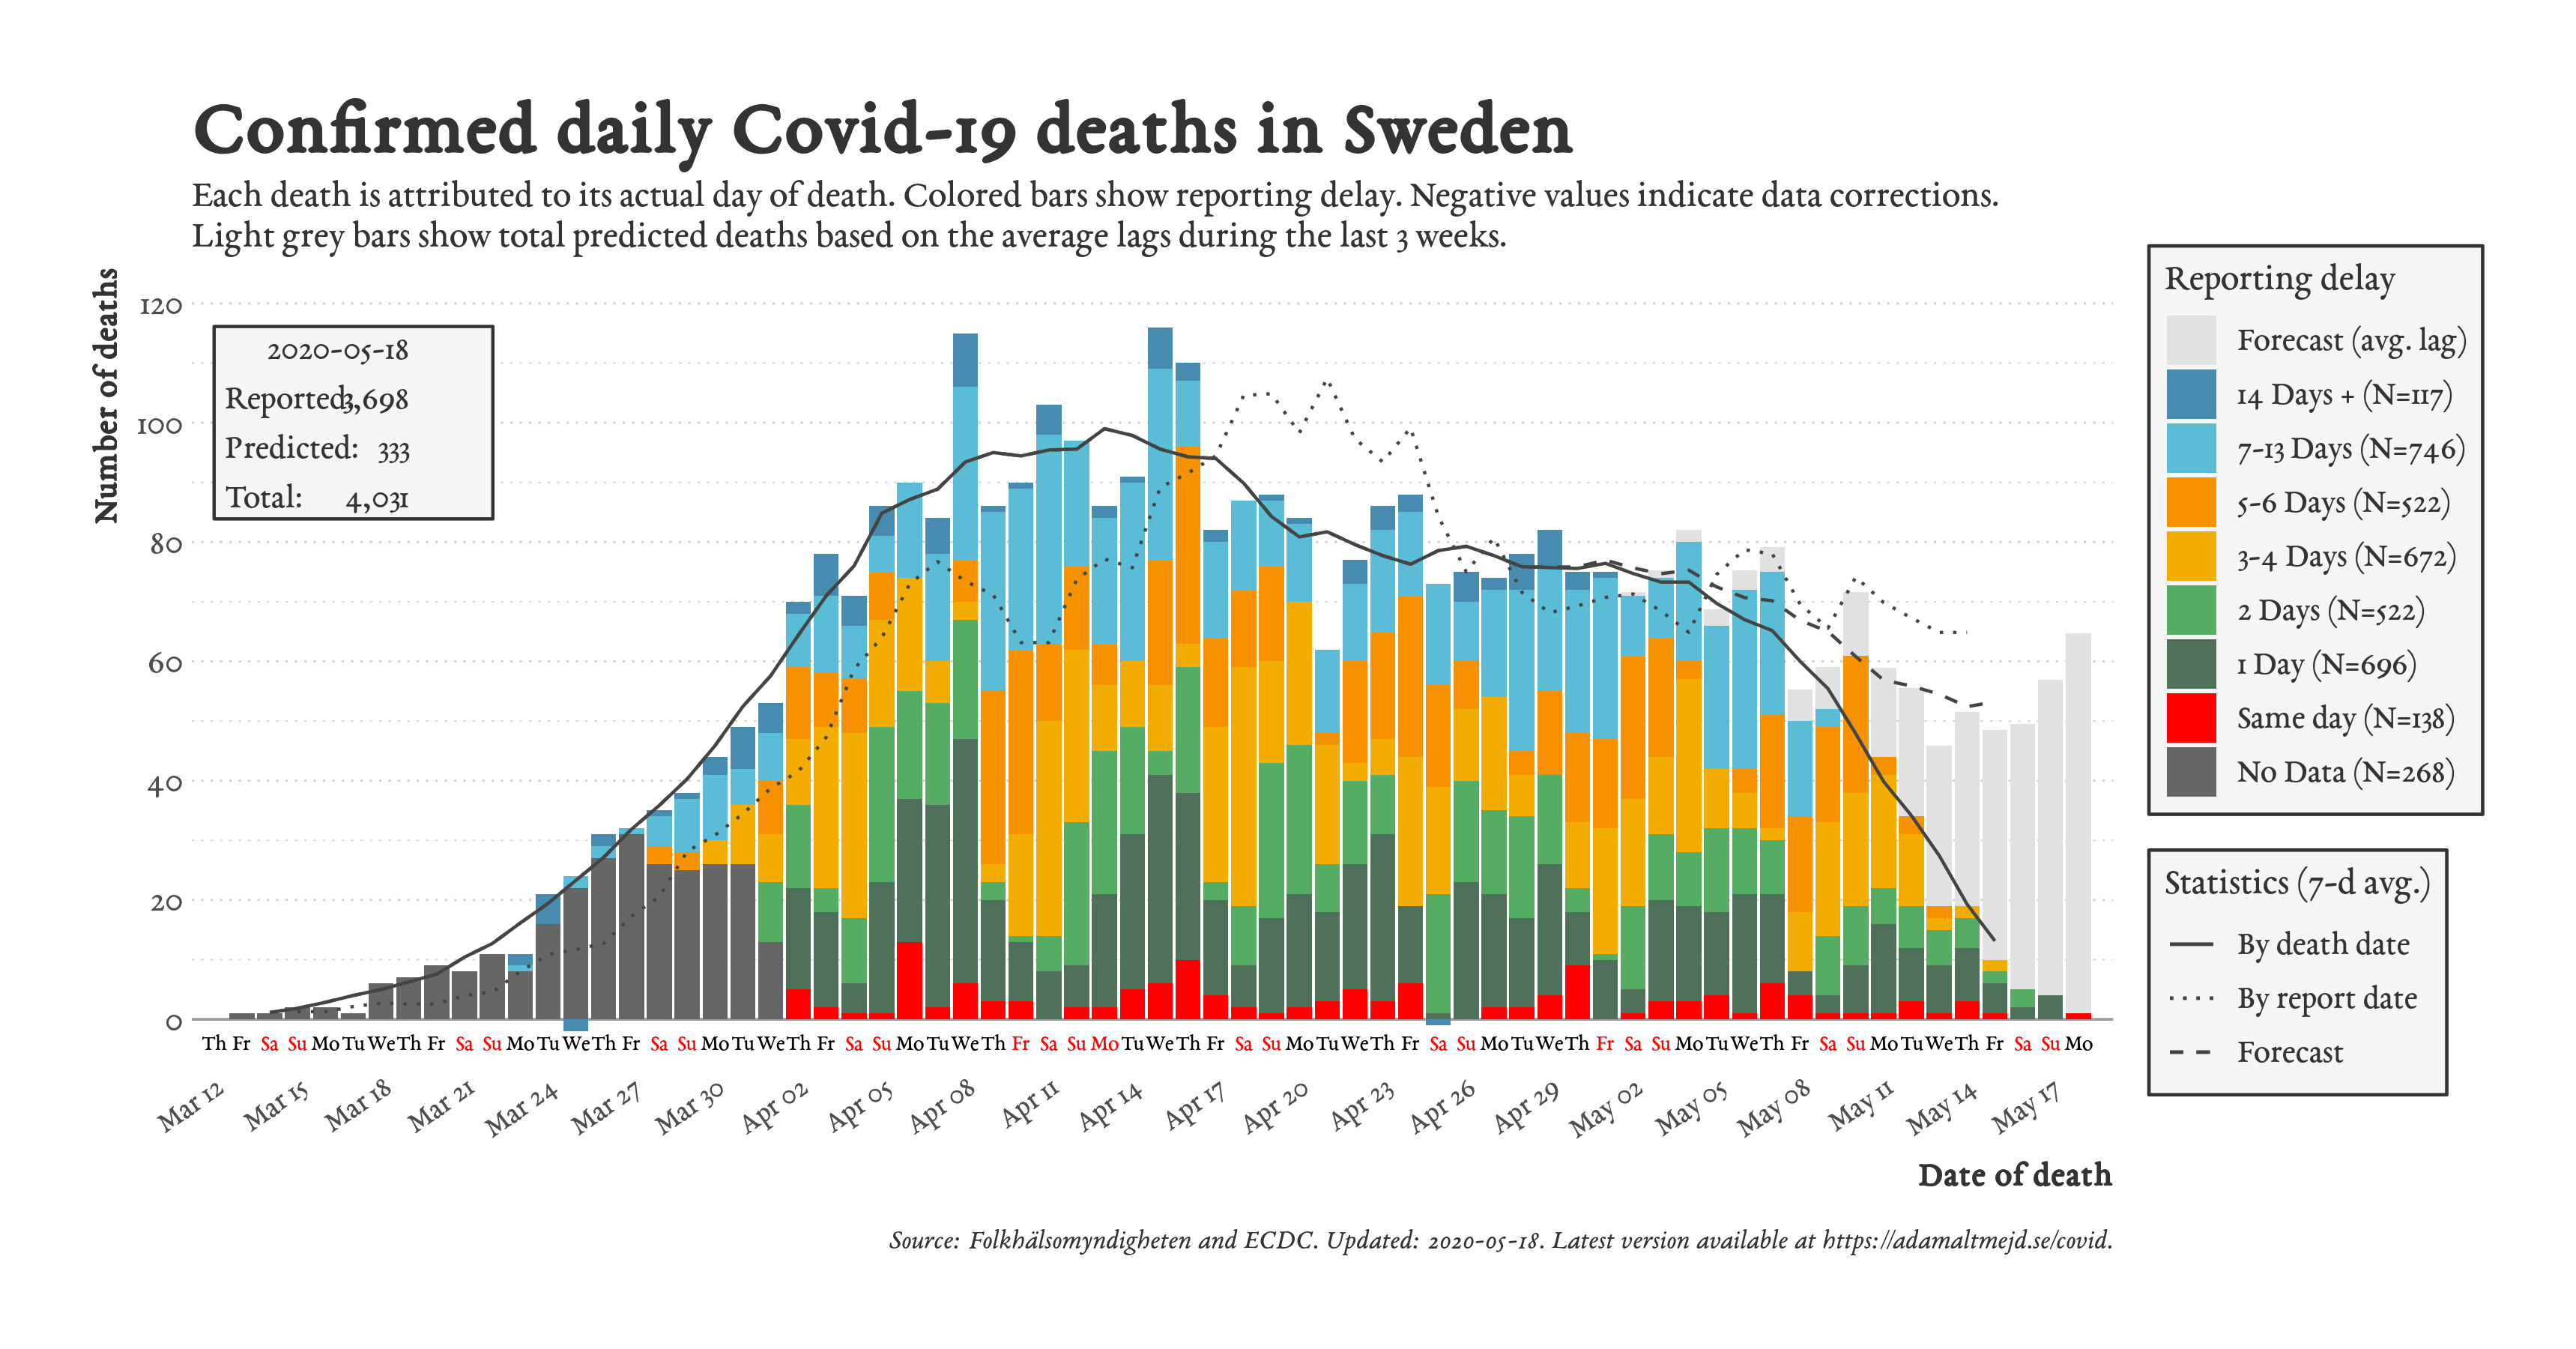 Confirmed daily Covid-19 deaths in Sweden
Each death is attributed to its actual day of death. Colored bars show reporting delay. Negative values indicate data corrections.
Light grey bars show total predicted deaths based on the average lags during the last 3 weeks.
Number of deaths
120
100
80
60
40
20
0
2020-05-18
Reported: 3,698
Predicted: 333
Total: 4,031
Th Fr Sa Su Mo Tu We Th Fr Sa Su Mo Tu We Th Fr Sa Su Mo Tu We Th Fr Sa Su Mo Tu We Th Fr Sa Su Mo Tu We Th Fr Sa Su Mo Tu We Th Fr Sa Su Mo Tu We Th Fr Sa Su Mo Tu We Th Fr Sa Su Mo Tu We Th Fr Sa Su Mo
Mar 12 Mar 15 Mar 18 Mar 21 Mar 24 Mar 27 Mar 30 Apr 02 Apr 05 Apr 08 Apr 11 Apr 14 Apr 17 Apr 20 Apr 23 Apr 26 Apr 29 May 02 May 05 May 08 May 11 May 14 May 17
Date of death
Reporting delay
Forecast (avg. lag)
14 Days + (N=117)
7-13 Days (N=746)
5-6 Days (N=522)
3-4 Days (N=672)
2 Days (N=522)
1 Day (N=696)
Same day (N=138)
No Data (N=268)
Statistics (7-d avg.)
By death date
By report date
Forecast
Source: Folkhälsomyndigheten and ECDC. Updated: 2020-05-18. Latest version available at https://adamaltmejd.se/covid.